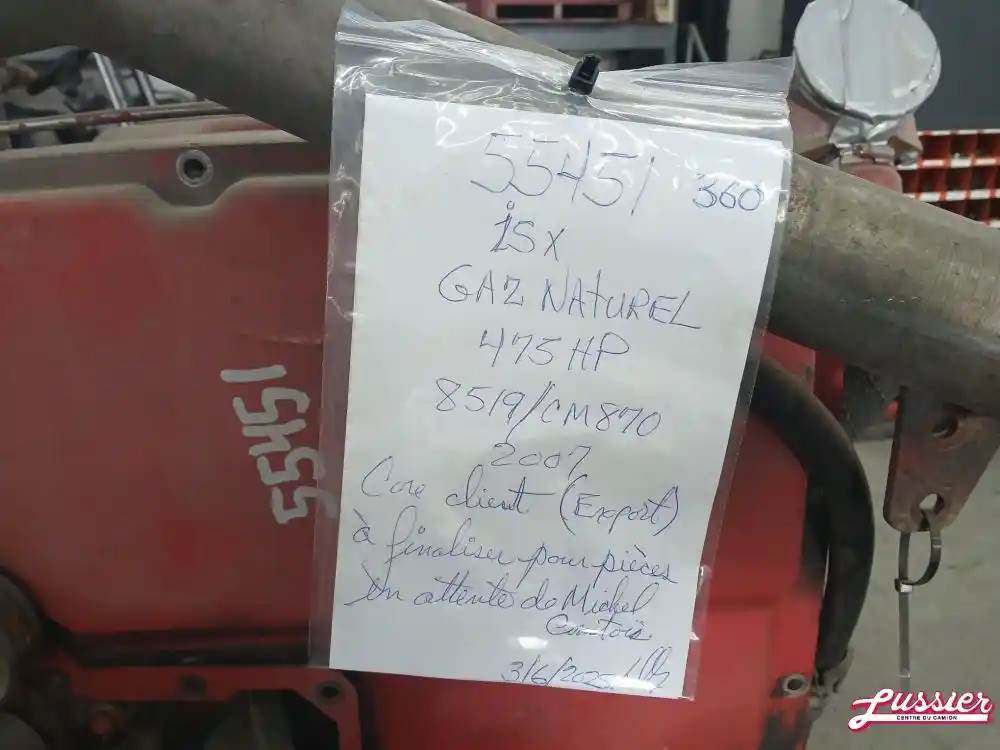 55451 360
ISX
GAZ NATUREL
475 HP
8519/CM870
2007
Core client (Export)
à finaliser pour pièces
en attente de Michel
Comtois
3/6/2025
55451
Lussier
CENTRE DU CAMION